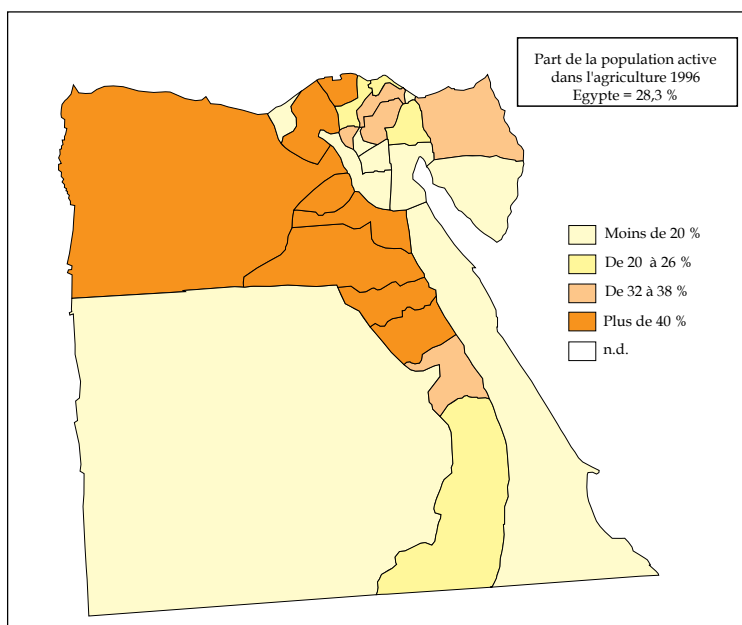 Part de la population active
dans l'agriculture 1996
Egypte = 28,3 %
Moins de 20 %
De 20 à 26 %
De 32 à 38 %
Plus de 40 %
n.d.